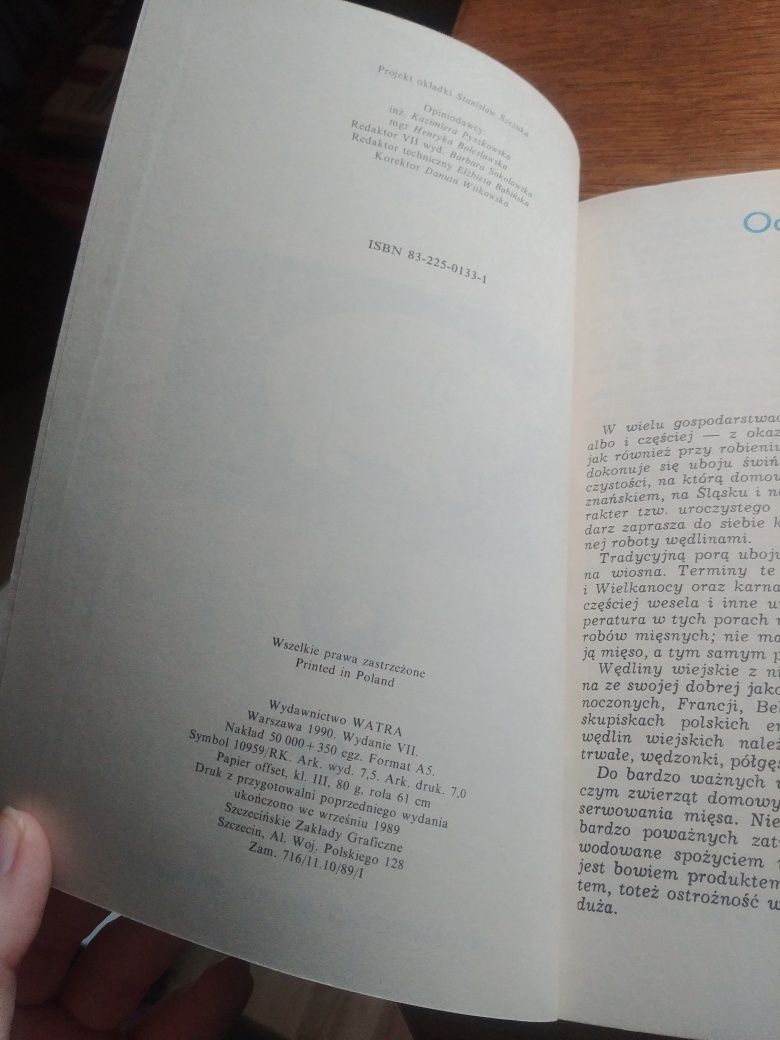 Projekt okładki Stanisław Szczuka
Opiniodawcy:
inż. Kazimiera Pyszkowska
mgr Henryka Bolesławska
Redaktor VII wyd. Barbara Sokołowska
Redaktor techniczny Elżbieta Babińska
Korektor Danuta Witkowska
ISBN 83-225-0133-1
Wszelkie prawa zastrzeżone
Printed in Poland
Wydawnictwo WATRA
Warszawa 1990. Wydanie VII.
Nakład 50 000 + 350 egz. Format A5.
Symbol 10959/RK. Ark. wyd. 7,5. Ark. druk. 7,0
Papier offset, kl. III, 80 g, rola 61 cm
Druk z przygotowalni poprzedniego wydania
ukończono we wrześniu 1989
Szczecińskie Zakłady Graficzne
Szczecin, Al. Woj. Polskiego 128
Zam. 716/11.10/89/I
W wielu gospodarstwac
albo i częściej — z okaz
jak również przy robieniu
dokonuje się uboju świń
czystości, na którą domow
znańskiem, na Śląsku i n
rakter tzw. uroczystego
darz zaprasza do siebie k
nej roboty wędlinami.
Tradycyjną porą uboju
na wiosna. Terminy te
i Wielkanocy oraz karna
częściej wesela i inne u
peratura w tych porach
robów mięsnych; nie ma
ją mięso, a tym samym p
Wędliny wiejskie z ni
na ze swojej dobrej jako
noczonych, Francji, Bel
skupiskach polskich em
wędlin wiejskich należ
trwałe, wędzonki, półgęs
Do bardzo ważnych
czym zwierząt domowy
serwowania mięsa. Nie
bardzo poważnych zat
wodowane spożyciem
jest bowiem produktem
tem, toteż ostrożność w
duża.